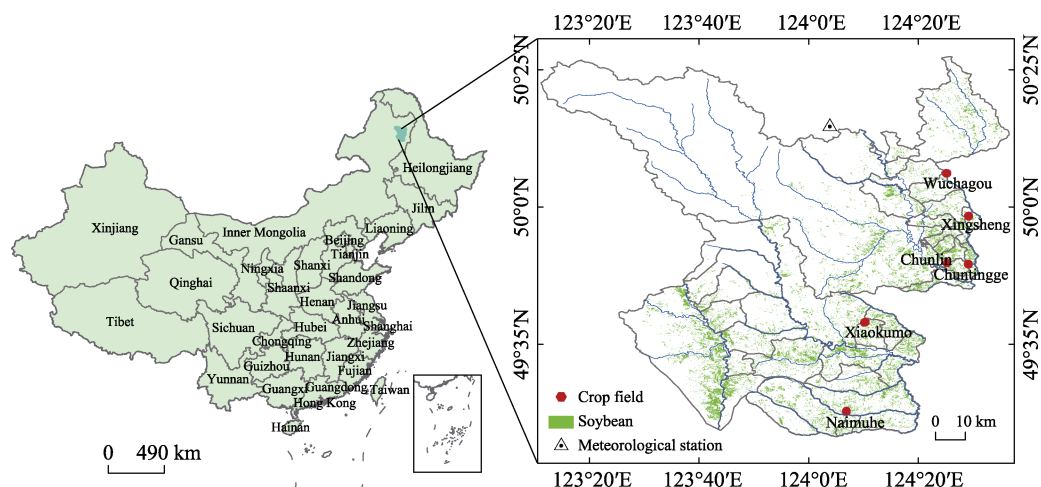 Heilongjiang
Jilin
Liaoning
Xinjiang
Gansu
Inner Mongolia
Beijing
Tianjin
Ningxia
Shanxi
Shandong
Qinghai
Shaanxi
Henan
Jiangsu
Anhui
Shanghai
Tibet
Sichuan
Hubei
Chongqing
Zhejiang
Hunan
Jiangxi
Guizhou
Fujian
Yunnan
Guangxi
Guangdong
Taiwan
Hong Kong
Hainan
0 490 km
123°20′E 123°40′E 124°0′E 124°20′E
50°25′N
50°0′N
49°35′N
50°25′N
50°0′N
49°35′N
Wuchagou
Xingsheng
Chunlin
Chuntingge
Xiaokumo
Naimuhe
Crop field
Soybean
Meteorological station
0 10 km
123°20′E 123°40′E 124°0′E 124°20′E